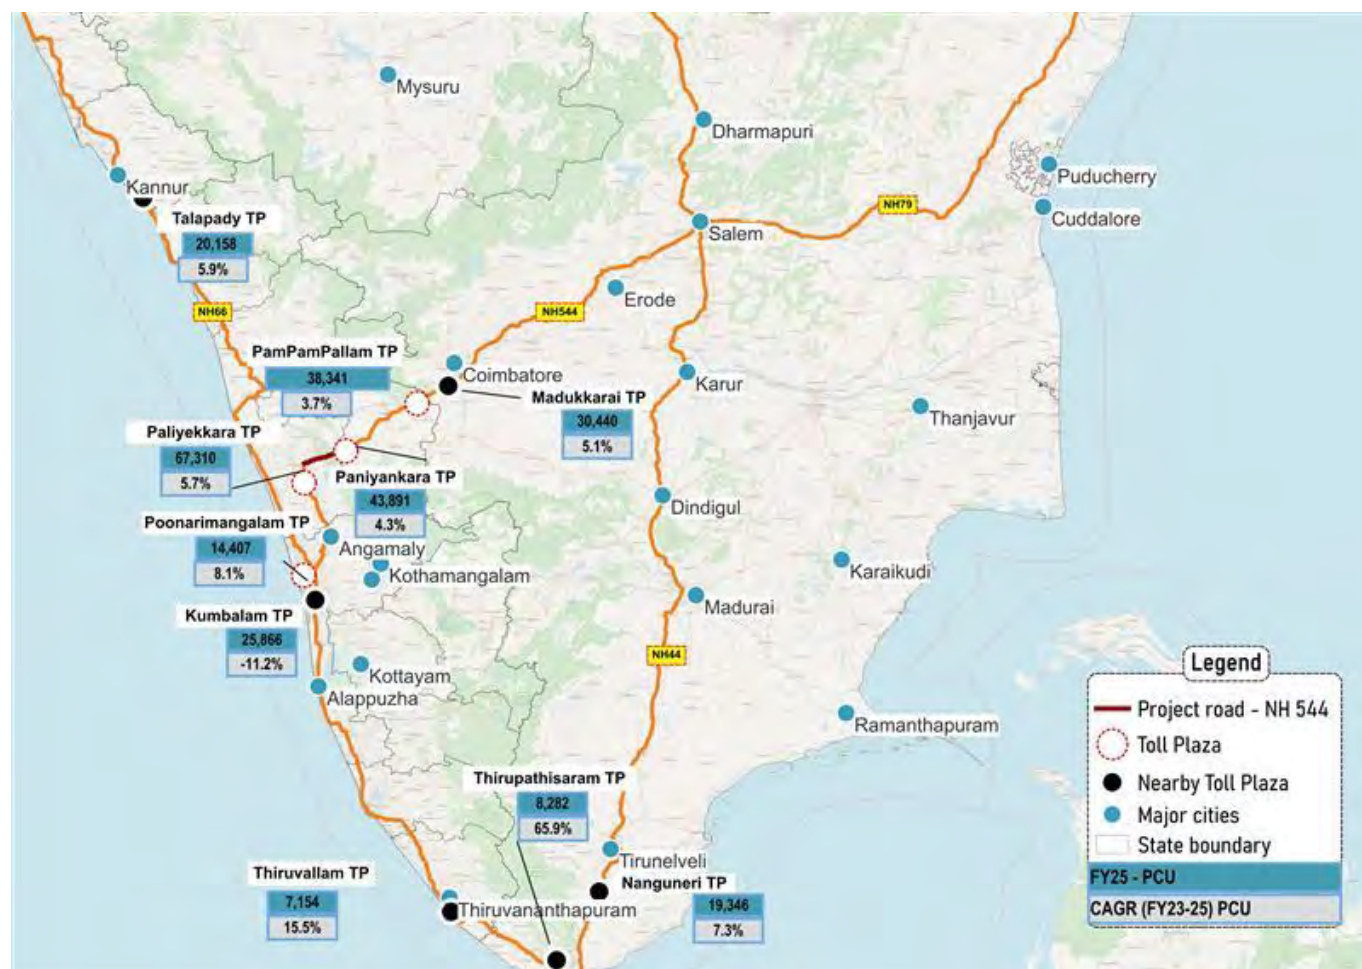 Mysuru
Dharmapuri
Puducherry
Kannur
Cuddalore
NH79
Talapady TP
20,158
5.9%
Salem
Erode
NH66
NH544
PamPamPallam TP
38,341
3.7%
Coimbatore
Karur
Madukkarai TP
30,440
5.1%
Thanjavur
Paliyekkara TP
67,310
5.7%
Paniyankara TP
43,891
4.3%
Dindigul
Poonarimangalam TP
14,407
8.1%
Angamaly
Kothamangalam
Karaikudi
Madurai
Kumbalam TP
25,866
-11.2%
NH44
Kottayam
Alappuzha
Ramanthapuram
Thirupathisaram TP
8,282
65.9%
Tirunelveli
Nanguneri TP
19,346
7.3%
Thiruvallam TP
7,154
15.5%
Thiruvananthapuram
Legend
Project road - NH 544
Toll Plaza
Nearby Toll Plaza
Major cities
State boundary
FY25 - PCU
CAGR (FY23-25) PCU